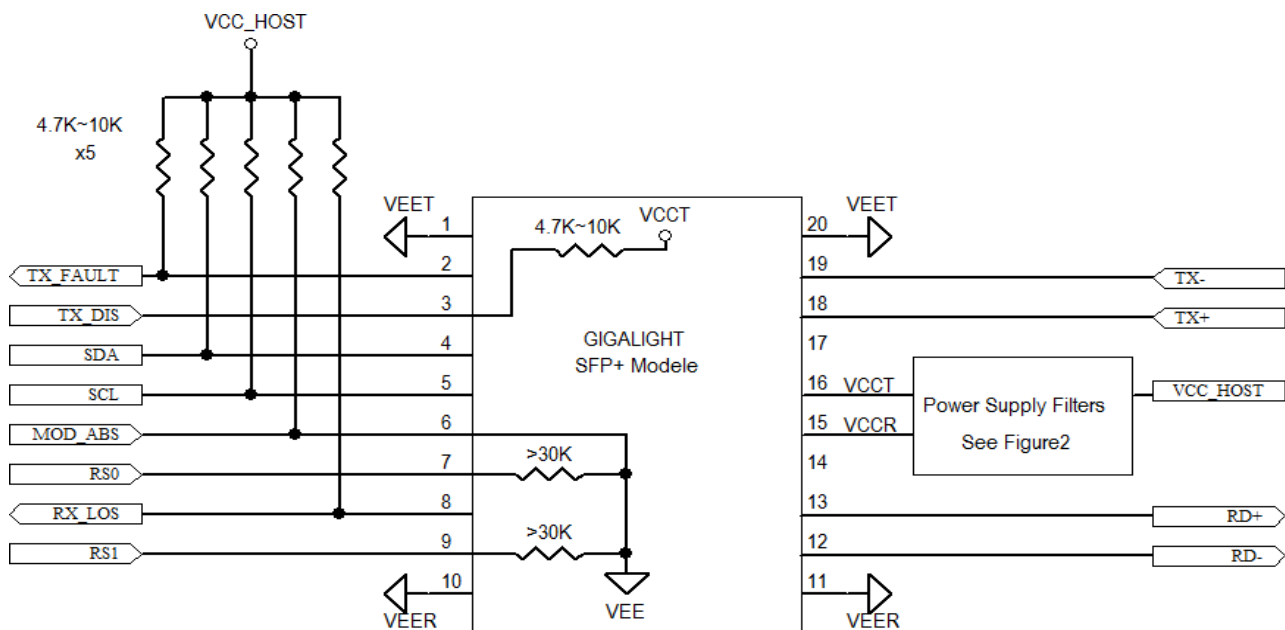 VCC_HOST
4.7K~10K
x5
VEET
1
4.7K~10K
VCCT
20
VEET
TX_FAULT
2
19
TX-
TX_DIS
3
18
TX+
SDA
4
GIGALIGHT
SFP+ Modele
17
SCL
5
16
VCCT
Power Supply Filters
See Figure2
VCC_HOST
MOD_ABS
6
15
VCCR
RS0
7
>30K
14
RX_LOS
8
13
RD+
RS1
9
>30K
12
RD-
10
VEER
VEE
11
VEER